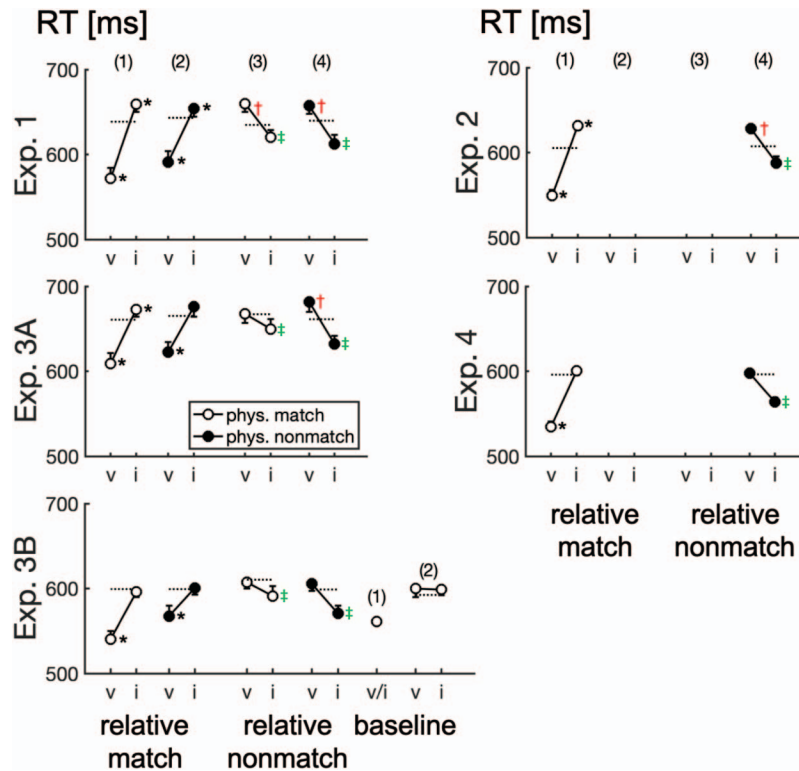 RT [ms]
(1) (2) (3) (4)
Exp. 1
700
600
500
* * * * † ‡ † ‡
v i v i v i v i
Exp. 3A
700
600
500
* * * ‡ † ‡
phys. match
phys. nonmatch
v i v i v i v i
Exp. 3B
700
600
500
* * ‡ ‡
(1) (2)
v i v i v i v i v/i v i
relative match
relative nonmatch
baseline
RT [ms]
(1) (2) (3) (4)
Exp. 2
700
600
500
* * † ‡
v i v i v i v i
Exp. 4
700
600
500
* ‡
v i v i v i v i
relative match
relative nonmatch